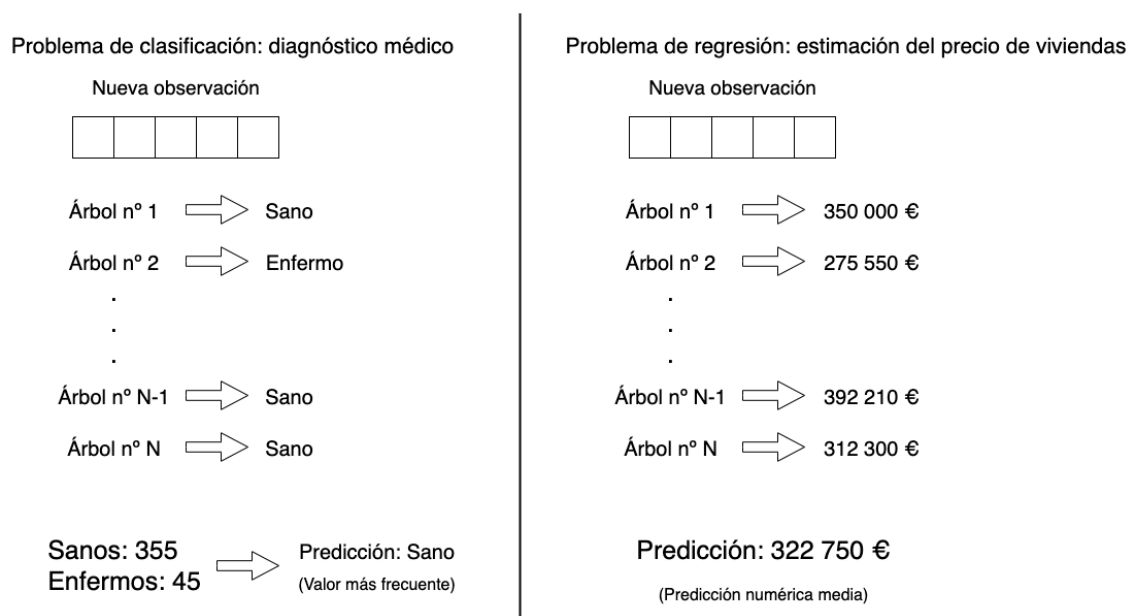 Problema de clasificación: diagnóstico médico
Nueva observación
Árbol nº 1 Sano
Árbol nº 2 Enfermo
.
.
.
Árbol nº N-1 Sano
Árbol nº N Sano
Sanos: 355
Enfermos: 45
Predicción: Sano
(Valor más frecuente)
Problema de regresión: estimación del precio de viviendas
Nueva observación
Árbol nº 1 350 000 €
Árbol nº 2 275 550 €
.
.
.
Árbol nº N-1 392 210 €
Árbol nº N 312 300 €
Predicción: 322 750 €
(Predicción numérica media)